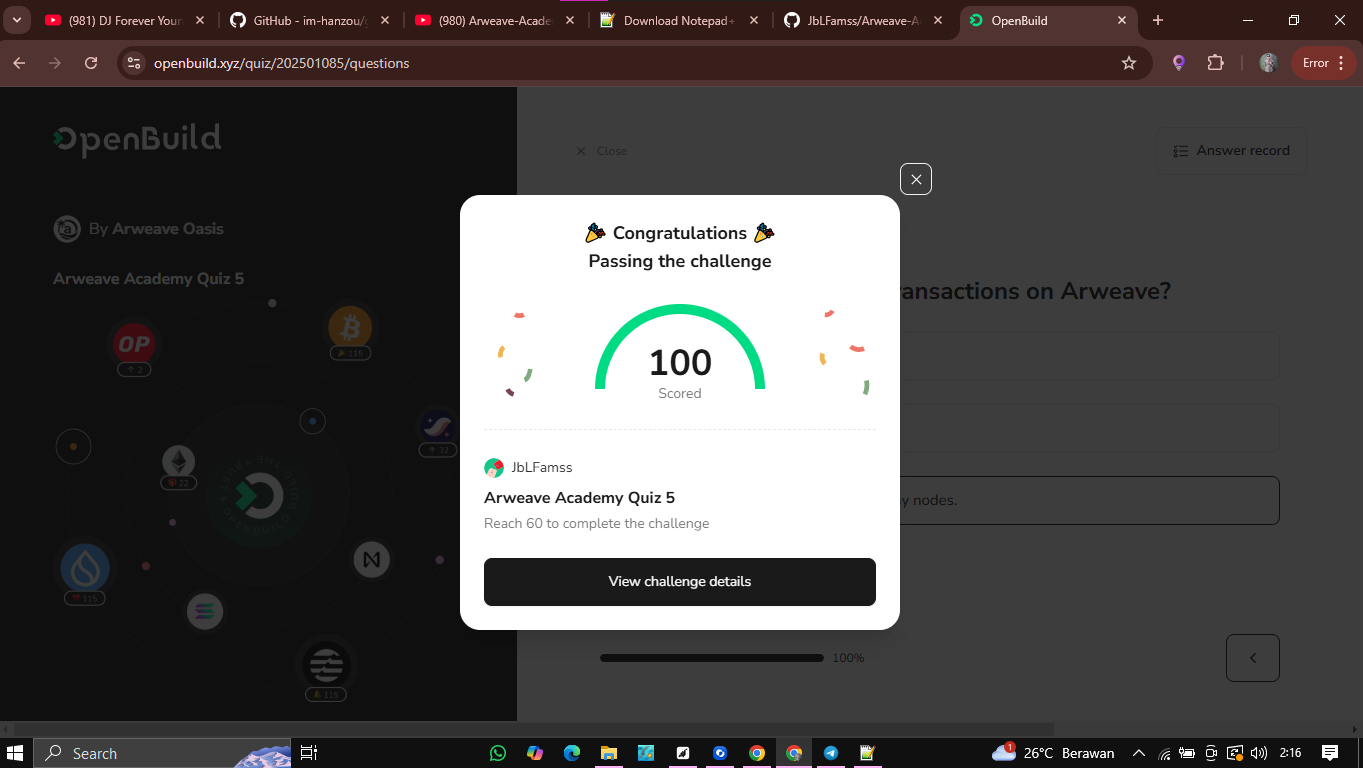 (981) DJ Forever Youn
GitHub - im-hanzou/
(980) Arweave-Acade
Download Notepad+
JbLFamss/Arweave-A
OpenBuild
openbuild.xyz/quiz/202501085/questions
Error
OpenBuild
Close
Answer record
By Arweave Oasis
Arweave Academy Quiz 5
🎉 Congratulations 🎉
Passing the challenge
ransactions on Arweave?
100
Scored
y nodes.
OP
2
116
32
22
116
116
JbLFamss
Arweave Academy Quiz 5
Reach 60 to complete the challenge
View challenge details
100%
Search
1
26°C Berawan
2:16